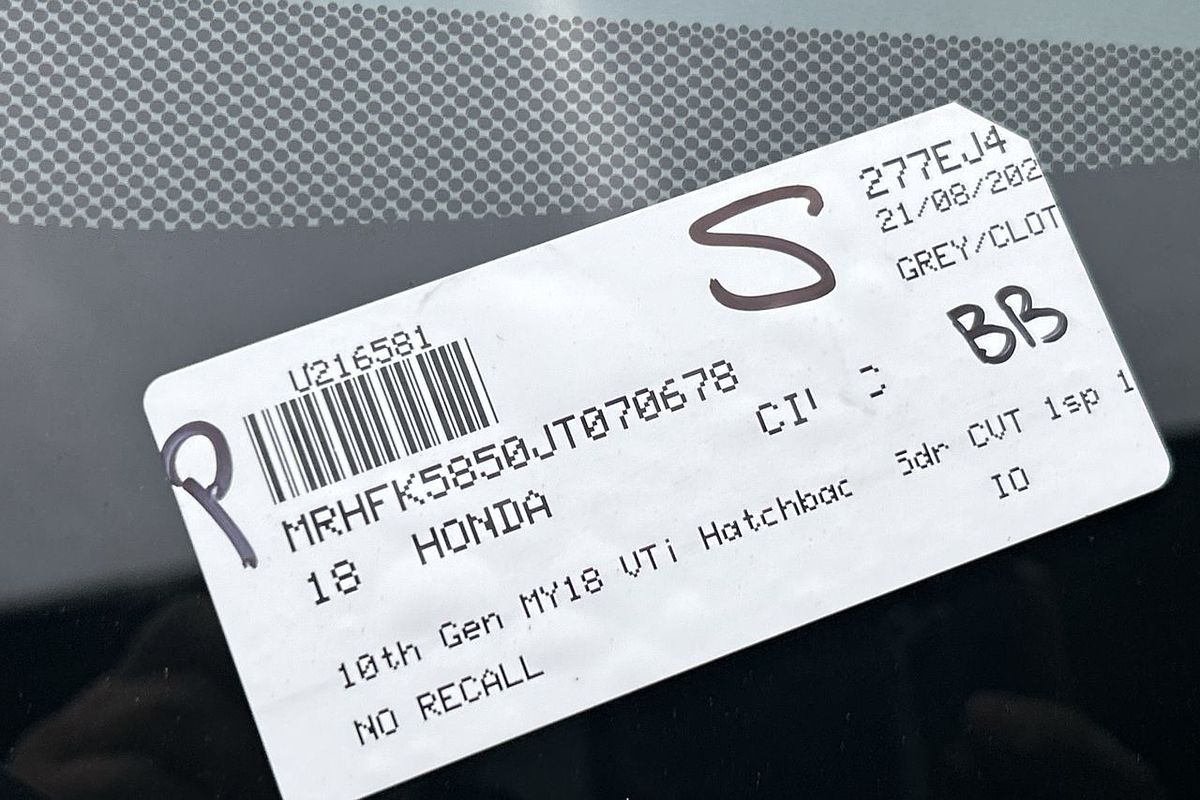 277EJ4
21/08/202
GREY/CLOT
S
BB
U216581
R
MRHFK5850JT070678
18 HONDA
10th Gen MY18 VTi Hatchbac 5dr CVT 1sp 1
IO
NO RECALL